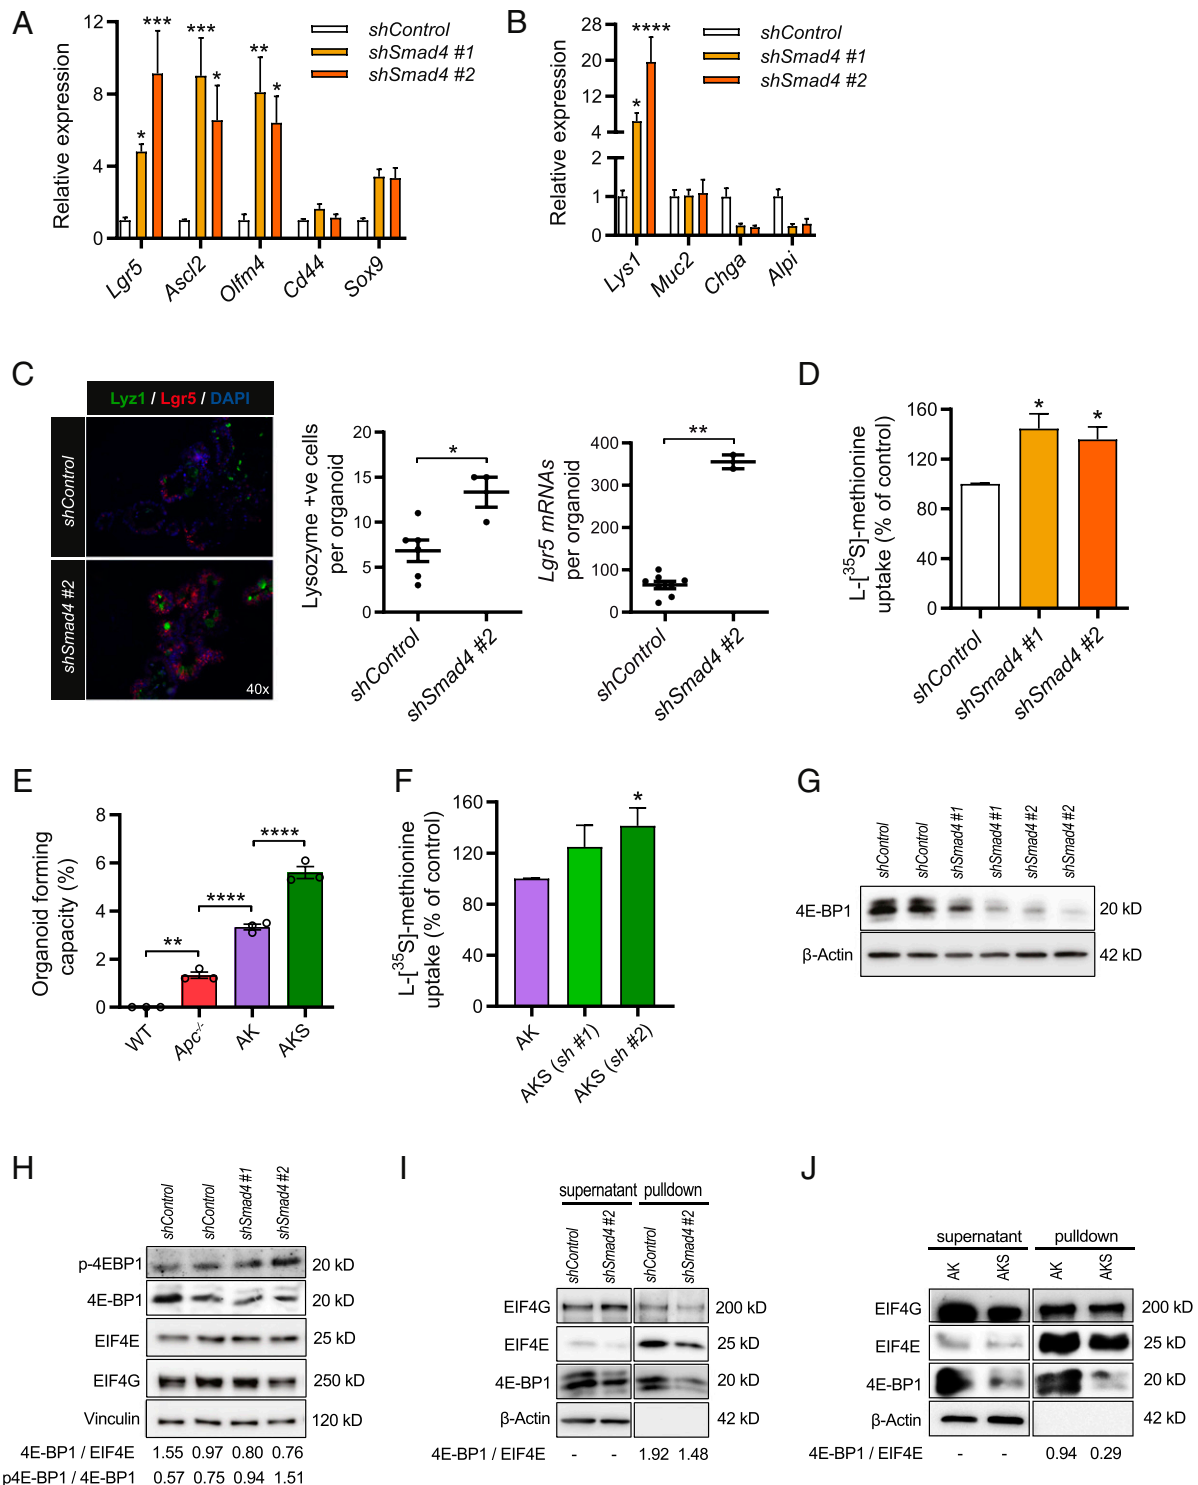 A
12
8
4
0
Relative expression
***
***
**
*
*
*
shControl
shSmad4 #1
shSmad4 #2
Lgr5
Ascl2
Olfm4
Cd44
Sox9
B
28
20
12
4
2
1
0
Relative expression
****
*
shControl
shSmad4 #1
shSmad4 #2
Lys1
Muc2
Chga
Alpi
C
Lyz1 / Lgr5 / DAPI
shControl
shSmad4 #2
40x
Lysozyme +ve cells
per organoid
20
15
10
5
0
*
shControl
shSmad4 #2
Lgr5 mRNAs
per organoid
400
300
200
100
0
**
shControl
shSmad4 #2
D
L-[35S]-methionine
uptake (% of control)
160
120
80
40
0
*
*
shControl
shSmad4 #1
shSmad4 #2
E
Organoid forming
capacity (%)
8
6
4
2
0
**
****
****
WT
Apc-/-
AK
AKS
F
L-[35S]-methionine
uptake (% of control)
160
120
80
40
0
*
AK
AKS (sh #1)
AKS (sh #2)
G
shControl
shControl
shSmad4 #1
shSmad4 #1
shSmad4 #2
shSmad4 #2
4E-BP1
20 kD
β-Actin
42 kD
H
shControl
shControl
shSmad4 #1
shSmad4 #2
p-4EBP1
20 kD
4E-BP1
20 kD
EIF4E
25 kD
EIF4G
250 kD
Vinculin
120 kD
4E-BP1 / EIF4E 1.55 0.97 0.80 0.76
p4E-BP1 / 4E-BP1 0.57 0.75 0.94 1.51
I
supernatant pulldown
shControl
shSmad4 #2
shControl
shSmad4 #2
EIF4G
200 kD
EIF4E
25 kD
4E-BP1
20 kD
β-Actin
42 kD
4E-BP1 / EIF4E - - 1.92 1.48
J
supernatant pulldown
AK
AKS
AK
AKS
EIF4G
200 kD
EIF4E
25 kD
4E-BP1
20 kD
β-Actin
42 kD
4E-BP1 / EIF4E - - 0.94 0.29